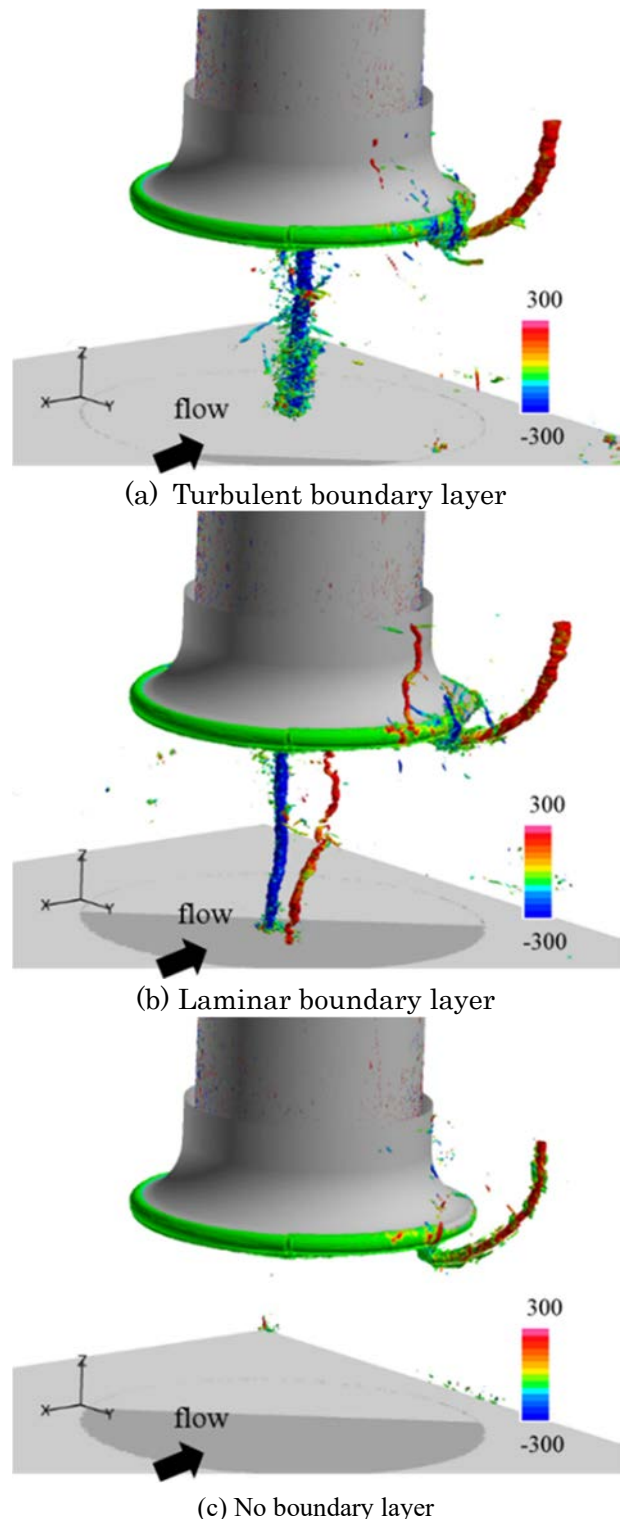 300
Z
X
Y
flow
-300
(a) Turbulent boundary layer
300
Z
X
Y
flow
-300
(b) Laminar boundary layer
300
Z
X
Y
flow
-300
(c) No boundary layer